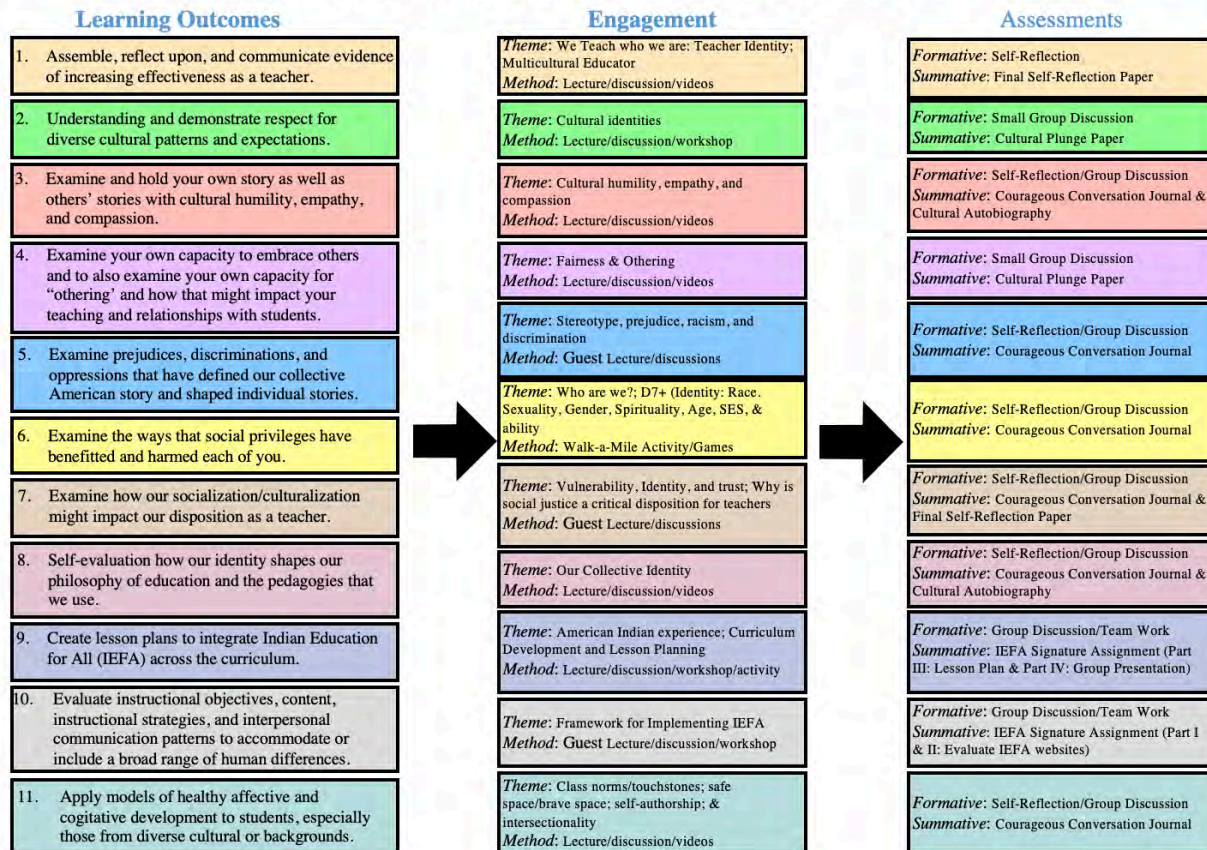 Learning Outcomes
1. Assemble, reflect upon, and communicate evidence
of increasing effectiveness as a teacher.
2. Understanding and demonstrate respect for
diverse cultural patterns and expectations.
3. Examine and hold your own story as well as
others' stories with cultural humility, empathy,
and compassion.
4. Examine your own capacity to embrace others
and to also examine your own capacity for
“othering’ and how that might impact your
teaching and relationships with students.
5. Examine prejudices, discriminations, and
oppressions that have defined our collective
American story and shaped individual stories.
6. Examine the ways that social privileges have
benefitted and harmed each of you.
7. Examine how our socialization/culturalization
might impact our disposition as a teacher.
8. Self-evaluation how our identity shapes our
philosophy of education and the pedagogies that
we use.
9. Create lesson plans to integrate Indian Education
for All (IEFA) across the curriculum.
10. Evaluate instructional objectives, content,
instructional strategies, and interpersonal
communication patterns to accommodate or
include a broad range of human differences.
11. Apply models of healthy affective and
cogitative development to students, especially
those from diverse cultural or backgrounds.
Engagement
Theme: We Teach who we are: Teacher Identity;
Multicultural Educator
Method: Lecture/discussion/videos
Theme: Cultural identities
Method: Lecture/discussion/workshop
Theme: Cultural humility, empathy, and
compassion
Method: Lecture/discussion/videos
Theme: Fairness & Othering
Method: Lecture/discussion/videos
Theme: Stereotype, prejudice, racism, and
discrimination
Method: Guest Lecture/discussions
Theme: Who are we?; D7+ (Identity: Race.
Sexuality, Gender, Spirituality, Age, SES, &
ability
Method: Walk-a-Mile Activity/Games
Theme: Vulnerability, Identity, and trust; Why is
social justice a critical disposition for teachers
Method: Guest Lecture/discussions
Theme: Our Collective Identity
Method: Lecture/discussion/videos
Theme: American Indian experience; Curriculum
Development and Lesson Planning
Method: Lecture/discussion/workshop/activity
Theme: Framework for Implementing IEFA
Method: Guest Lecture/discussion/workshop
Theme: Class norms/touchstones; safe
space/brave space; self-authorship; &
intersectionality
Method: Lecture/discussion/videos
Assessments
Formative: Self-Reflection
Summative: Final Self-Reflection Paper
Formative: Small Group Discussion
Summative: Cultural Plunge Paper
Formative: Self-Reflection/Group Discussion
Summative: Courageous Conversation Journal &
Cultural Autobiography
Formative: Small Group Discussion
Summative: Cultural Plunge Paper
Formative: Self-Reflection/Group Discussion
Summative: Courageous Conversation Journal
Formative: Self-Reflection/Group Discussion
Summative: Courageous Conversation Journal
Formative: Self-Reflection/Group Discussion
Summative: Courageous Conversation Journal &
Final Self-Reflection Paper
Formative: Self-Reflection/Group Discussion
Summative: Courageous Conversation Journal &
Cultural Autobiography
Formative: Group Discussion/Team Work
Summative: IEFA Signature Assignment (Part
III: Lesson Plan & Part IV: Group Presentation)
Formative: Group Discussion/Team Work
Summative: IEFA Signature Assignment (Part I
& II: Evaluate IEFA websites)
Formative: Self-Reflection/Group Discussion
Summative: Courageous Conversation Journal